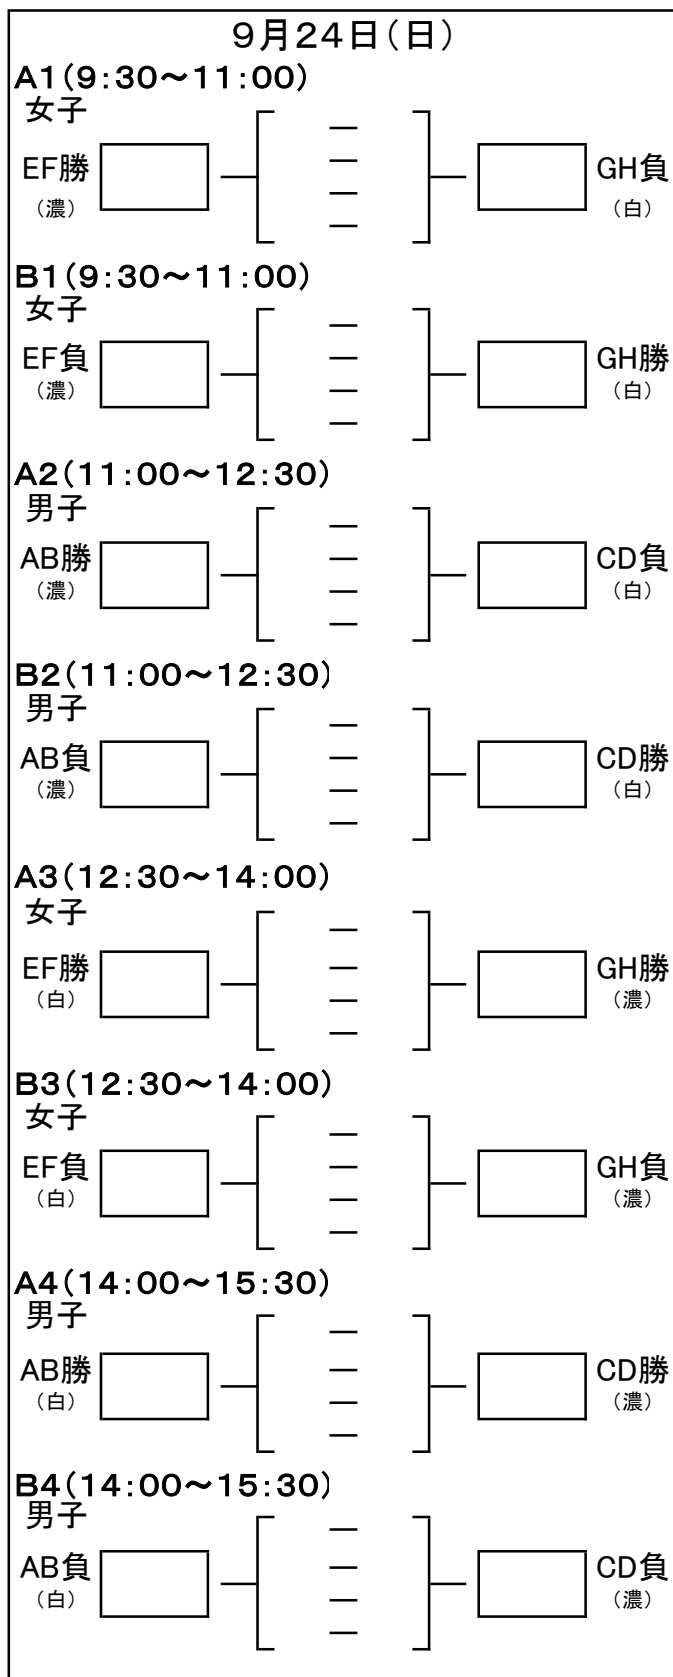 9月24日(日)
A1(9:30～11:00)
女子
EF勝 GH負
(濃) (白)
B1(9:30～11:00)
女子
EF負 GH勝
(濃) (白)
A2(11:00～12:30)
男子
AB勝 CD負
(濃) (白)
B2(11:00～12:30)
男子
AB負 CD勝
(濃) (白)
A3(12:30～14:00)
女子
EF勝 GH勝
(白) (濃)
B3(12:30～14:00)
女子
EF負 GH負
(白) (濃)
A4(14:00～15:30)
男子
AB勝 CD勝
(白) (濃)
B4(14:00～15:30)
男子
AB負 CD負
(白) (濃)